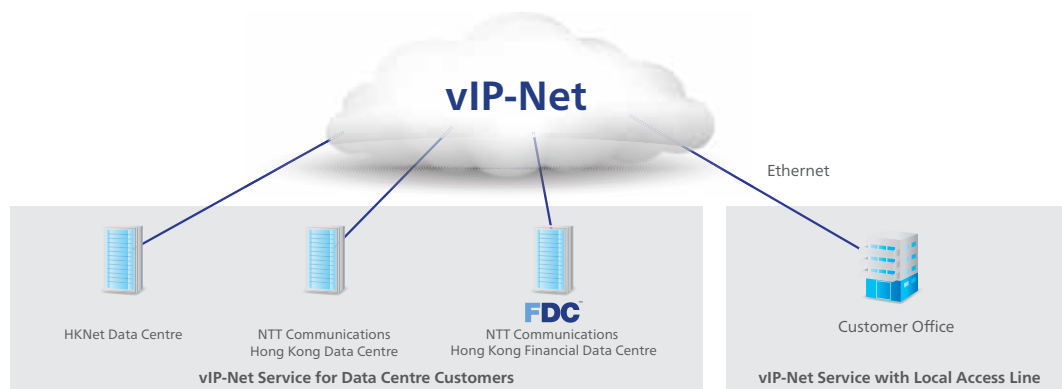 vIP-Net
Ethernet
HKNet Data Centre
NTT Communications
Hong Kong Data Centre
FDC™
NTT Communications
Hong Kong Financial Data Centre
Customer Office
vIP-Net Service for Data Centre Customers
vIP-Net Service with Local Access Line